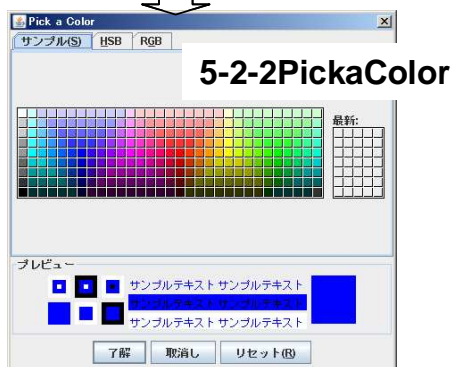 Pick a Color
サンプル(S) HSB RGB
5-2-2PickaColor
最新:
プレビュー
サンプルテキスト サンプルテキスト
サンプルテキスト サンプルテキスト
サンプルテキスト サンプルテキスト
了解 取消し リセット(R)